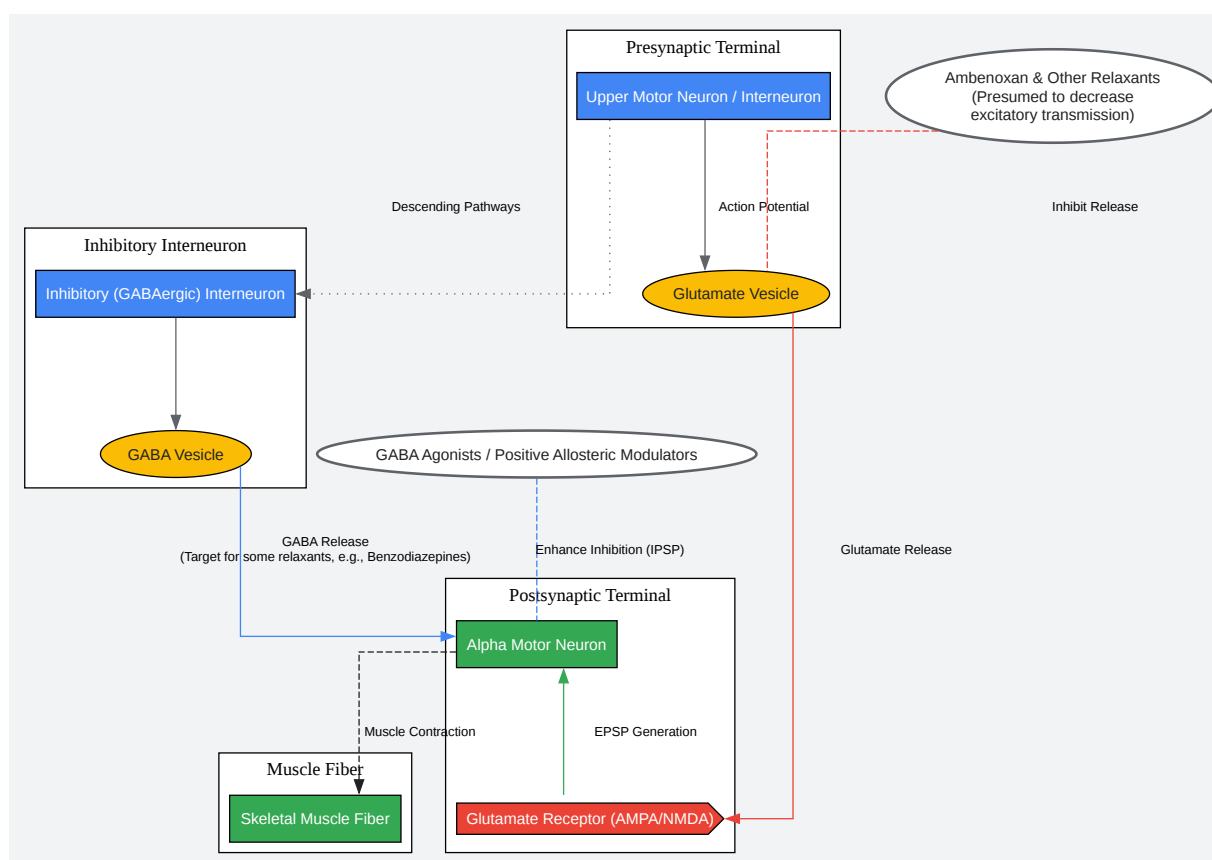 Presynaptic Terminal
Upper Motor Neuron / Interneuron
Ambenoxan & Other Relaxants
(Presumed to decrease
excitatory transmission)
Descending Pathways
Action Potential
Inhibit Release
Inhibitory Interneuron
Inhibitory (GABAergic) Interneuron
Glutamate Vesicle
GABA Vesicle
GABA Agonists / Positive Allosteric Modulators
GABA Release
(Target for some relaxants, e.g., Benzodiazepines)
Enhance Inhibition (IPSP)
Glutamate Release
Postsynaptic Terminal
Alpha Motor Neuron
Muscle Contraction
EPSP Generation
Muscle Fiber
Skeletal Muscle Fiber
Glutamate Receptor (AMPA/NMDA)